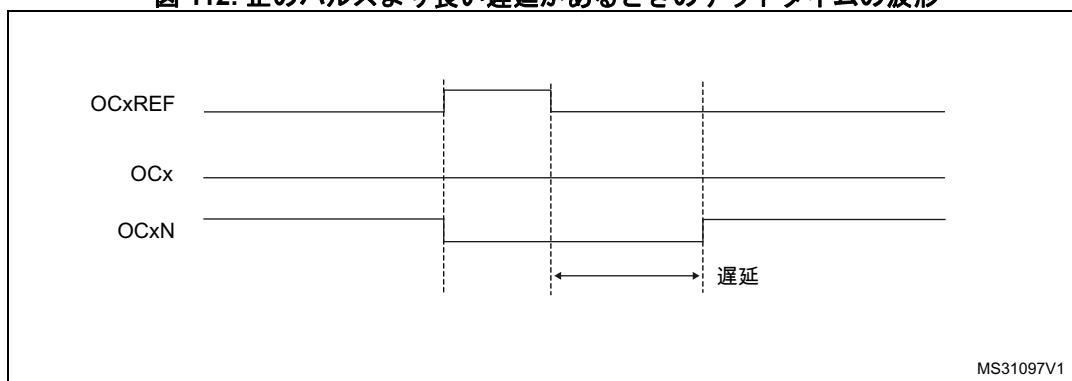 図 112. 正のパルスより長い遅延があるときのデッドタイムの波形
OCxREF
OCx
OCxN
遅延
MS31097V1